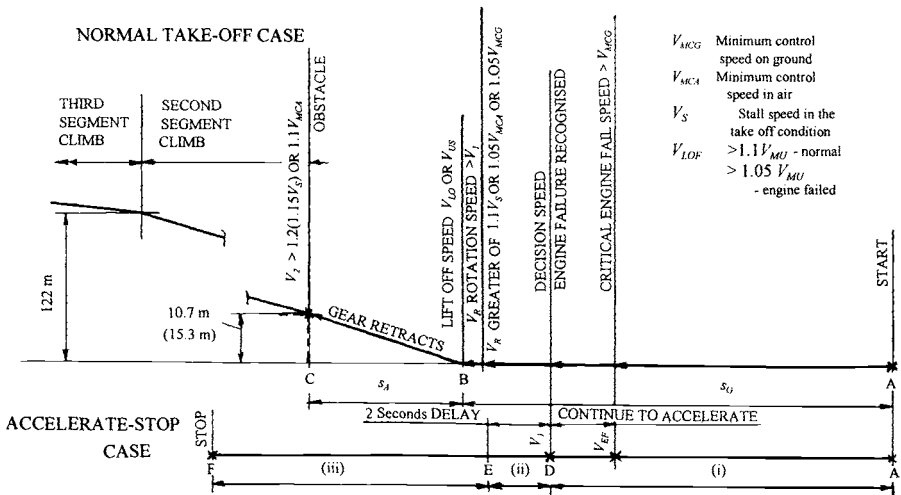 NORMAL TAKE-OFF CASE
THIRD
SEGMENT
CLIMB
SECOND
SEGMENT
CLIMB
V₂ > 1.2(1.15V_S) OR 1.1V_MCA
OBSTACLE
LIFT OFF SPEED V_LO OR V_US
V_R ROTATION SPEED >V_1
V_R GREATER OF 1.1V_S OR 1.05V_MCA OR 1.05V_MCG
DECISION SPEED
ENGINE FAILURE RECOGNISED
CRITICAL ENGINE FAIL SPEED > V_MCG
V_MCG Minimum control
speed on ground
V_MCA Minimum control
speed in air
V_S Stall speed in the
take off condition
V_LOF >1.1V_MU - normal
> 1.05 V_MU
- engine failed
START
122 m
10.7 m
(15.3 m)
GEAR RETRACTS
C
s_A
B
s_G
A
2 Seconds DELAY
CONTINUE TO ACCELERATE
ACCELERATE-STOP
CASE
STOP
V_1
V_EF
F
(iii)
E
(ii)
D
(i)
A